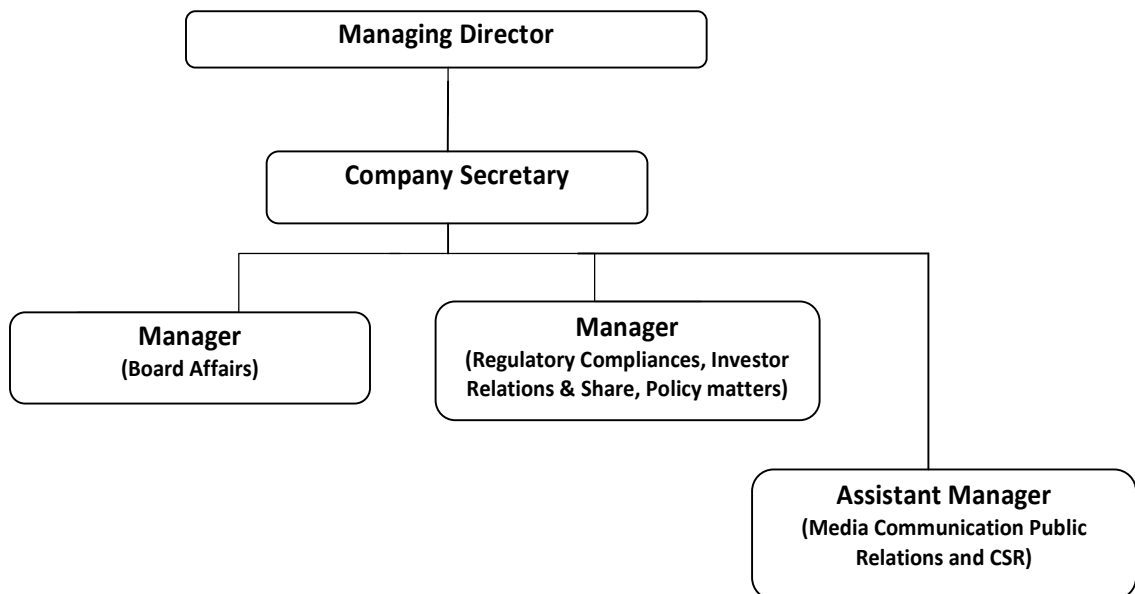 Managing Director
Company Secretary
Manager
(Board Affairs)
Manager
(Regulatory Compliances, Investor
Relations & Share, Policy matters)
Assistant Manager
(Media Communication Public
Relations and CSR)